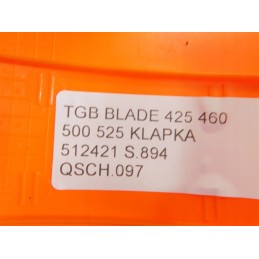 TGB BLADE 425 460
500 525 KLAPKA
512421 S.894
QSCH.097